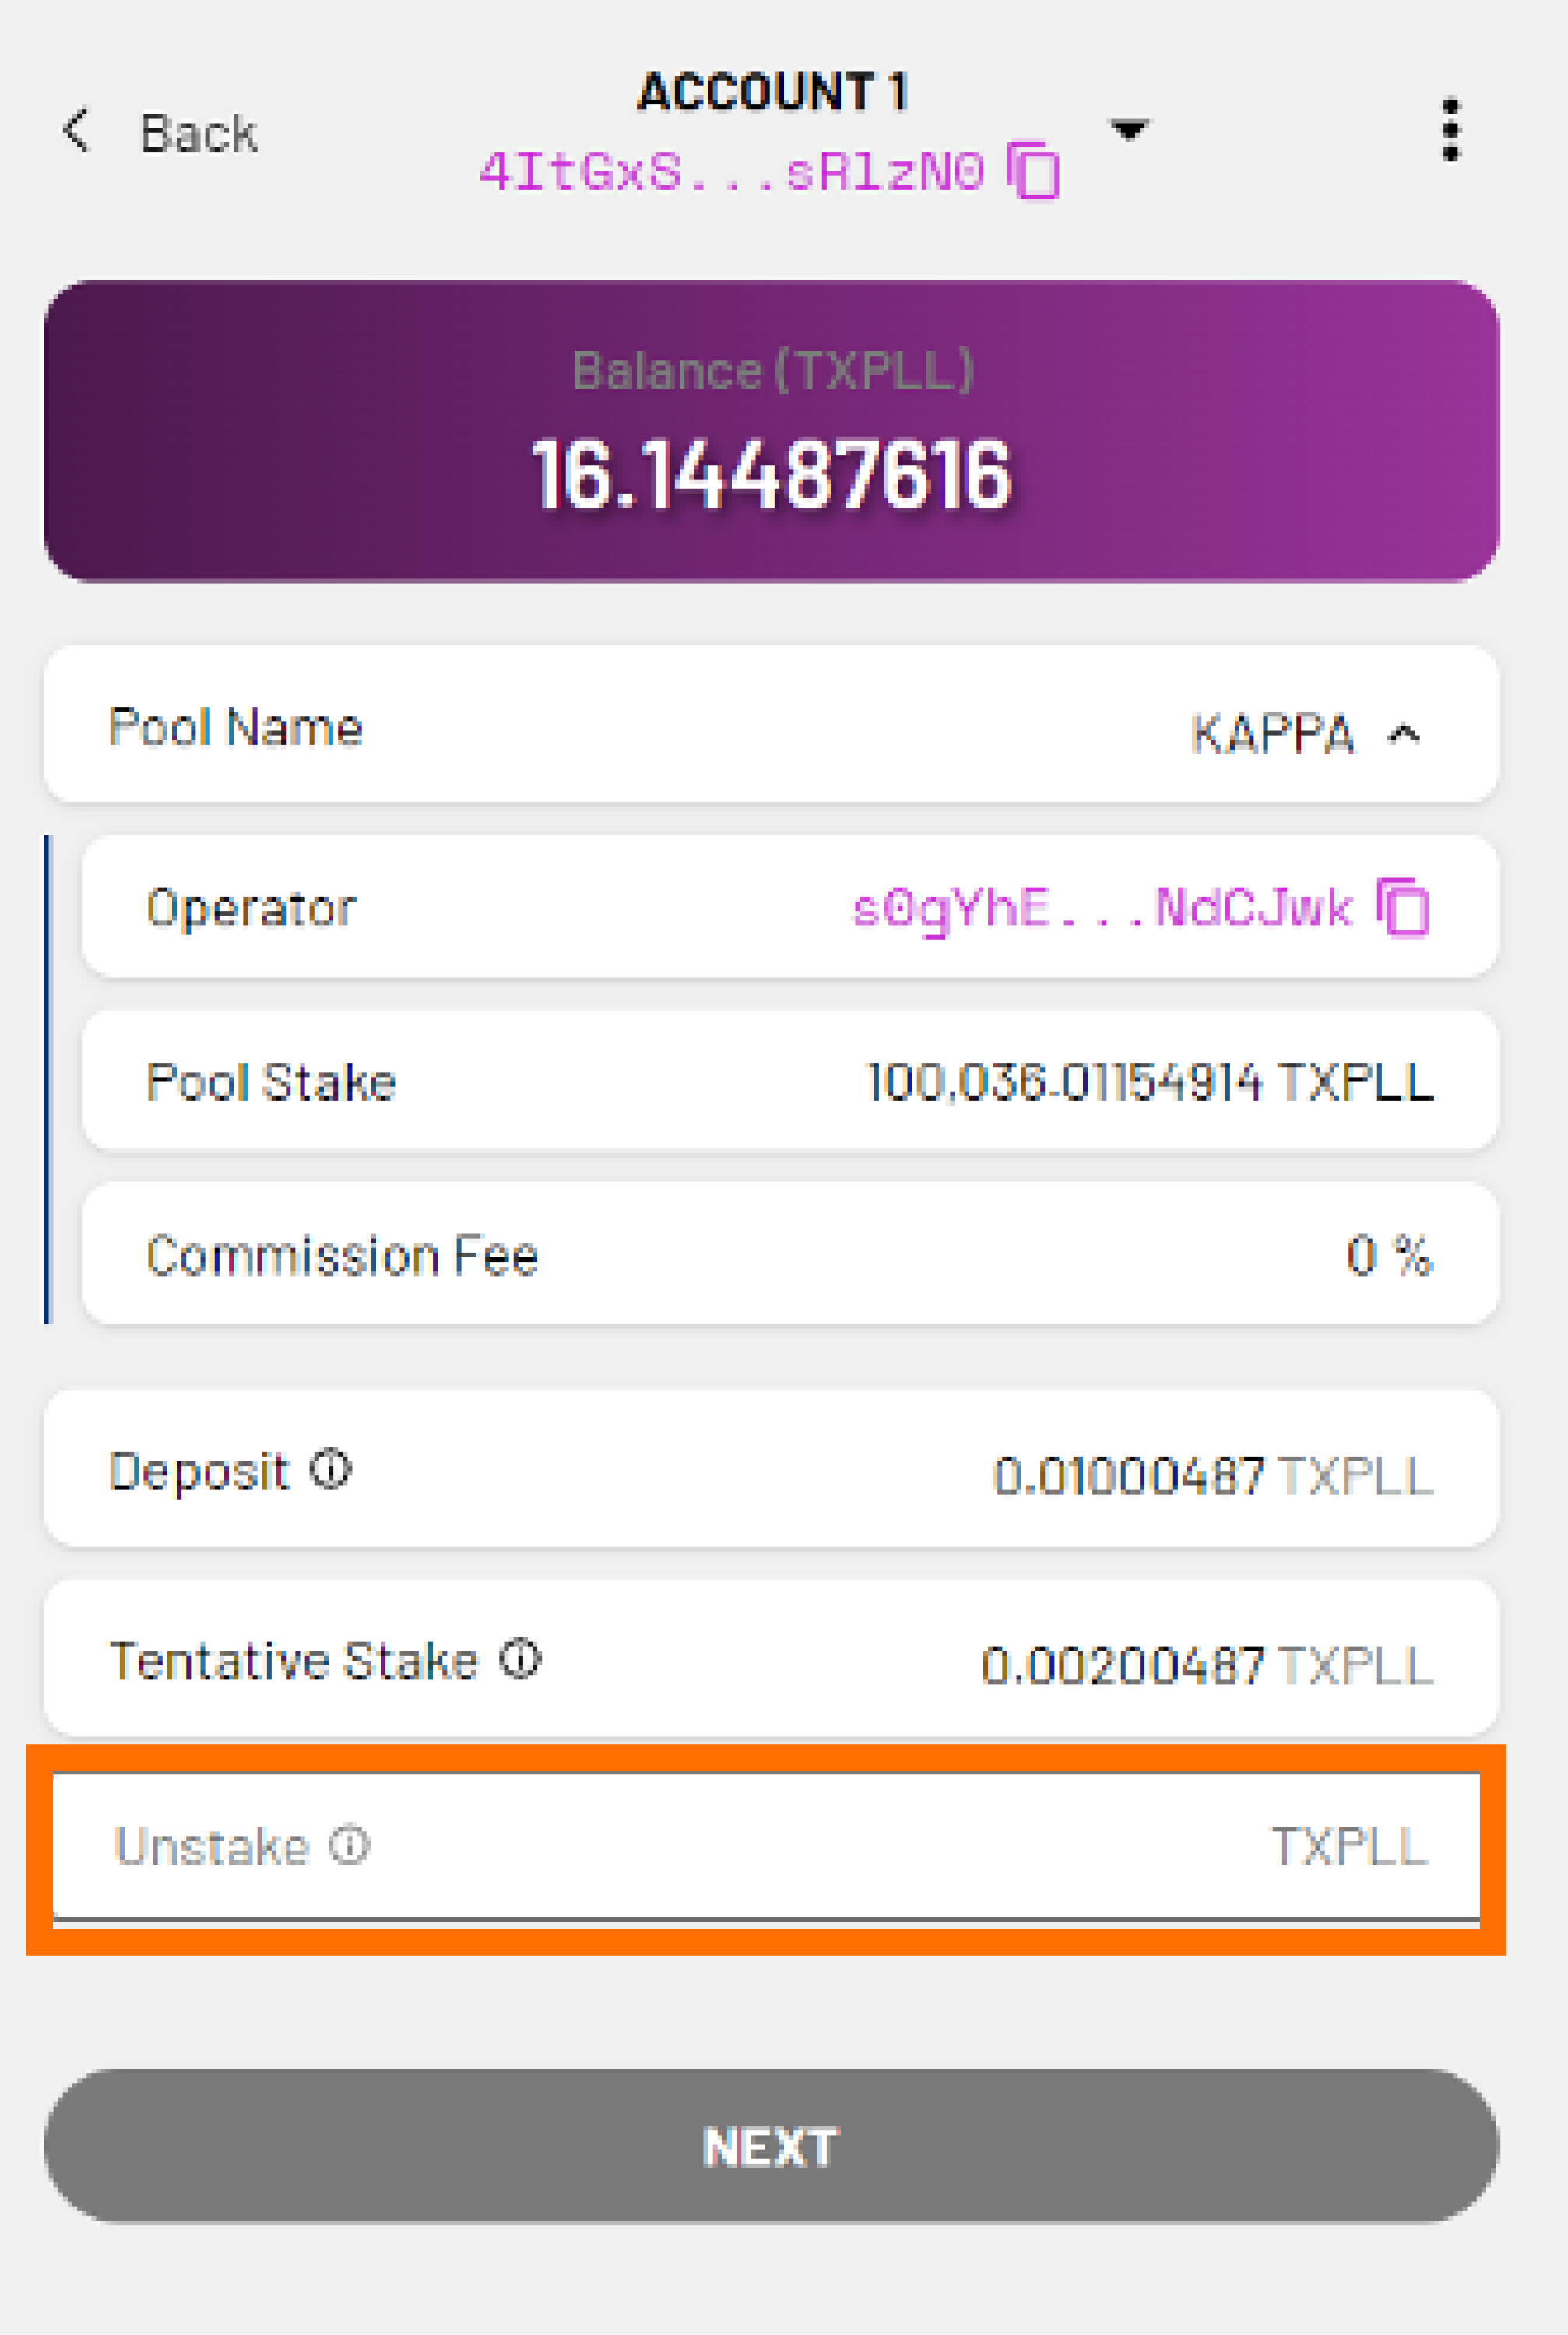 Back
ACCOUNT 1
4ItGxS...sRlzN0
Balance (TXPLL)
16.14487616
Pool Name KAPPA
Operator s0gYhE...NdCJwk
Pool Stake 100,036.01154914 TXPLL
Commission Fee 0 %
Deposit 0.01000487 TXPLL
Tentative Stake 0.00200487 TXPLL
Unstake TXPLL
NEXT